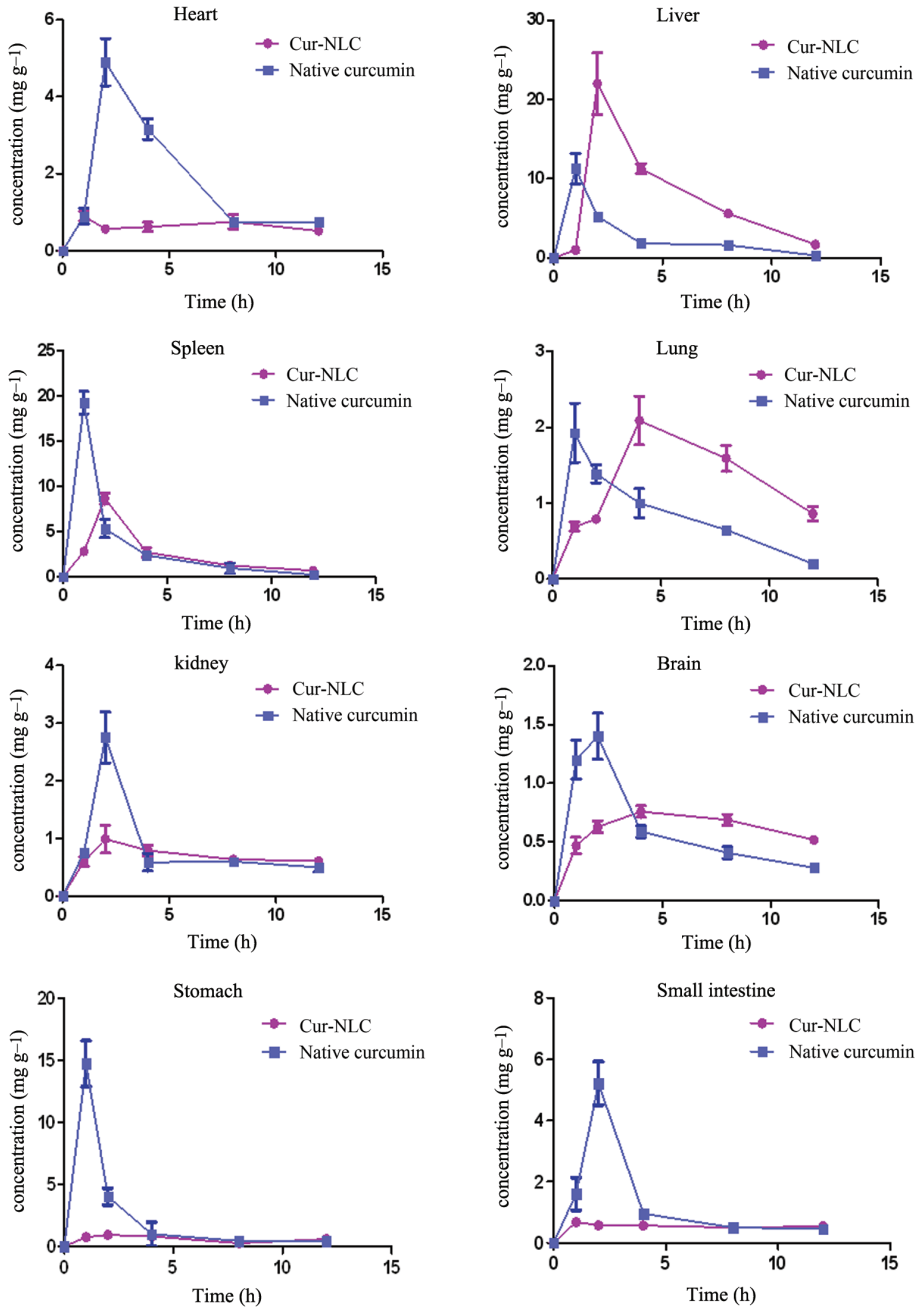 Heart
concentration (mg g–1)
6
4
2
0
0 5 10 15
Time (h)
Cur-NLC
Native curcumin
Liver
concentration (mg g–1)
30
20
10
0
0 5 10 15
Time (h)
Cur-NLC
Native curcumin
Spleen
concentration (mg g–1)
25
20
15
10
5
0
0 5 10 15
Time (h)
Cur-NLC
Native curcumin
Lung
concentration (mg g–1)
3
2
1
0
0 5 10 15
Time (h)
Cur-NLC
Native curcumin
kidney
concentration (mg g–1)
4
3
2
1
0
0 5 10 15
Time (h)
Cur-NLC
Native curcumin
Brain
concentration (mg g–1)
2.0
1.5
1.0
0.5
0.0
0 5 10 15
Time (h)
Cur-NLC
Native curcumin
Stomach
concentration (mg g–1)
20
15
10
5
0
0 5 10 15
Time (h)
Cur-NLC
Native curcumin
Small intestine
concentration (mg g–1)
8
6
4
2
0
0 5 10 15
Time (h)
Cur-NLC
Native curcumin